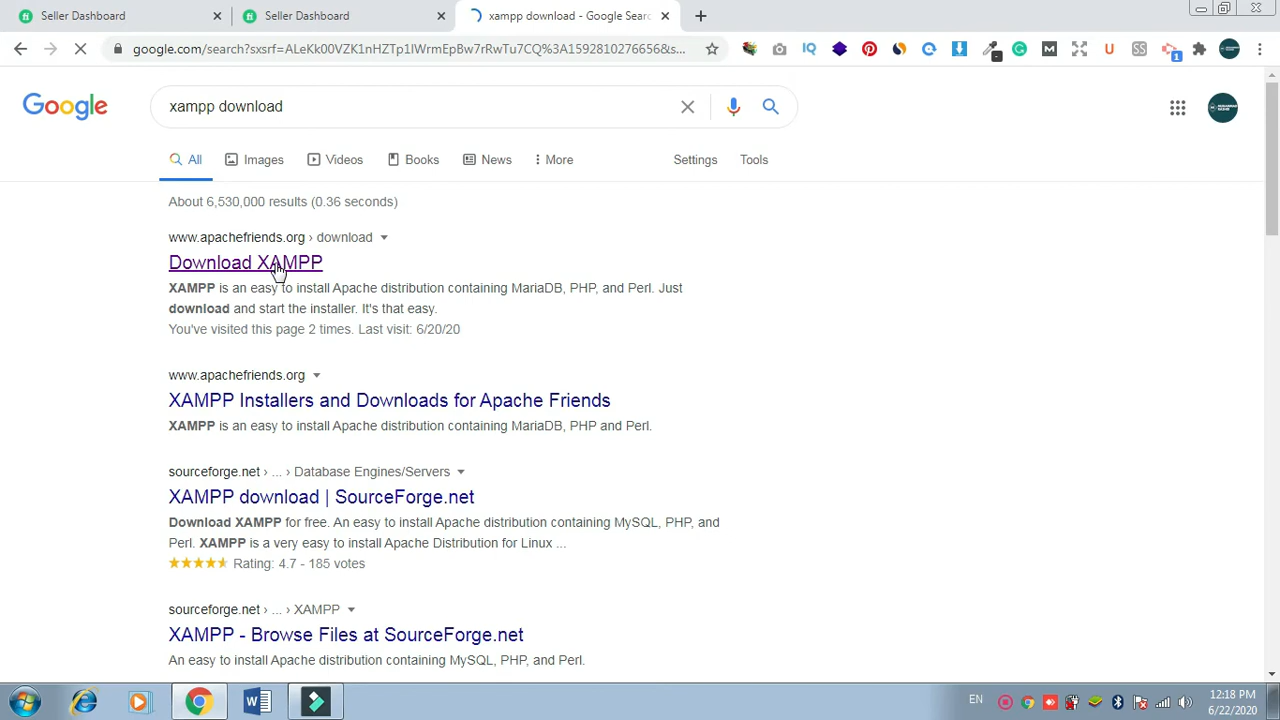 Seller Dashboard
Seller Dashboard
xampp download - Google Sear
google.com/search?sxsrf=ALeKk00VZK1nHZTp1lWrmEpBw7rRwTu7CQ%3A1592810276656&s...
Google
xampp download
All
Images
Videos
Books
News
More
Settings
Tools
About 6,530,000 results (0.36 seconds)
www.apachefriends.org › download
Download XAMPP
XAMPP is an easy to install Apache distribution containing MariaDB, PHP, and Perl. Just
download and start the installer. It's that easy.
You've visited this page 2 times. Last visit: 6/20/20
www.apachefriends.org
XAMPP Installers and Downloads for Apache Friends
XAMPP is an easy to install Apache distribution containing MariaDB, PHP and Perl.
sourceforge.net › ... › Database Engines/Servers
XAMPP download | SourceForge.net
Download XAMPP for free. An easy to install Apache distribution containing MySQL, PHP, and
Perl. XAMPP is a very easy to install Apache Distribution for Linux ...
Rating: 4.7 - 185 votes
sourceforge.net › ... › XAMPP
XAMPP - Browse Files at SourceForge.net
An easy to install Apache distribution containing MySQL, PHP, and Perl.
EN
12:18 PM
6/22/2020